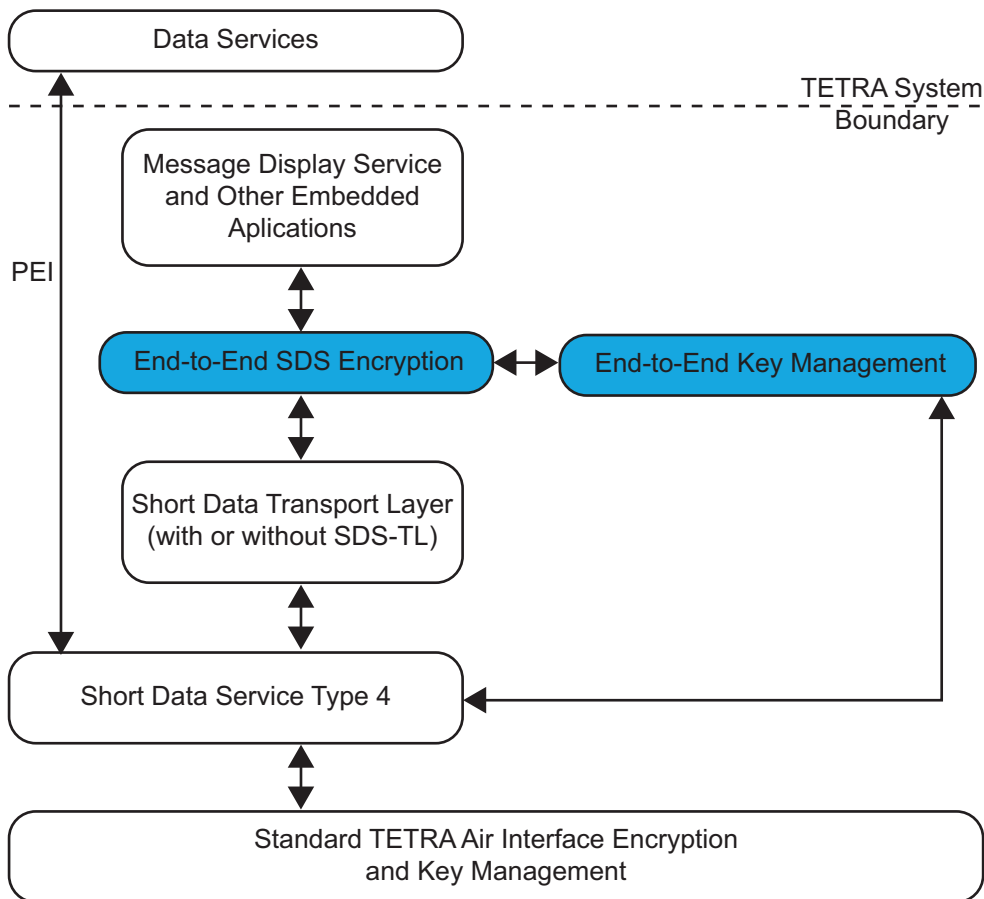 Data Services
TETRA System
Boundary
Message Display Service
and Other Embedded
Aplications
PEI
End-to-End SDS Encryption
End-to-End Key Management
Short Data Transport Layer
(with or without SDS-TL)
Short Data Service Type 4
Standard TETRA Air Interface Encryption
and Key Management